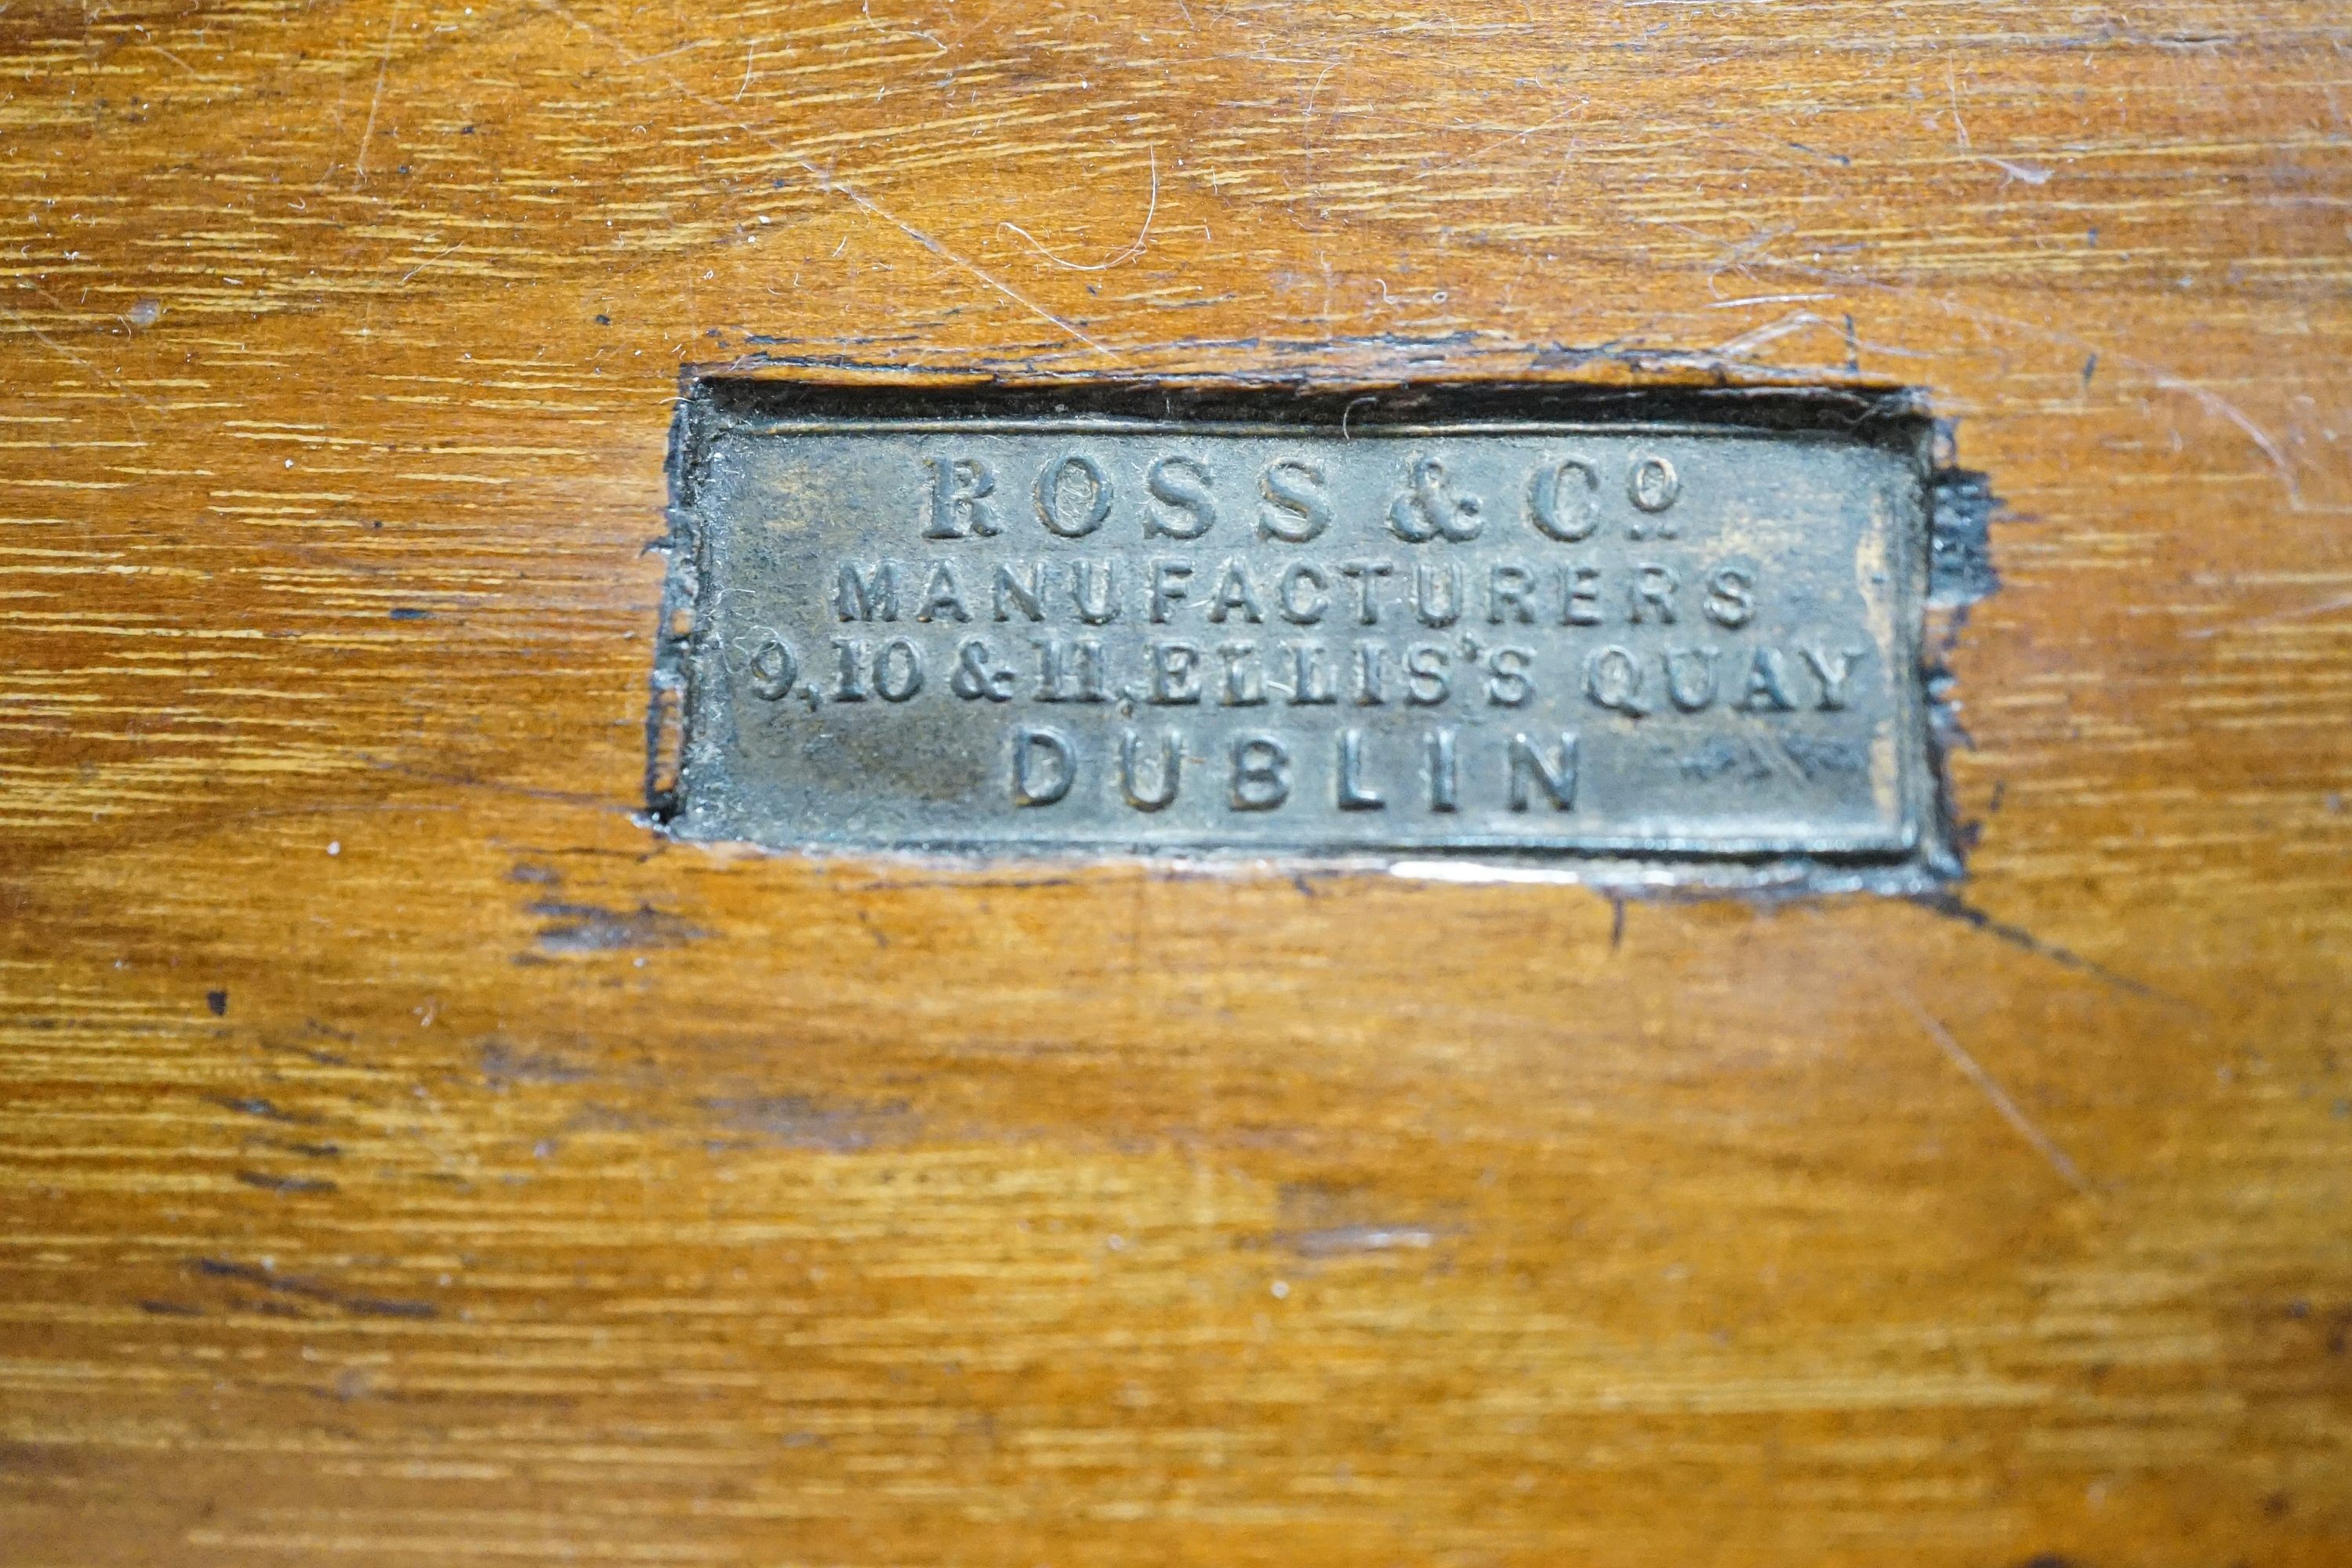 ROSS & Cº
MANUFACTURERS
9,10 & 11, ELLIS'S QUAY
DUBLIN